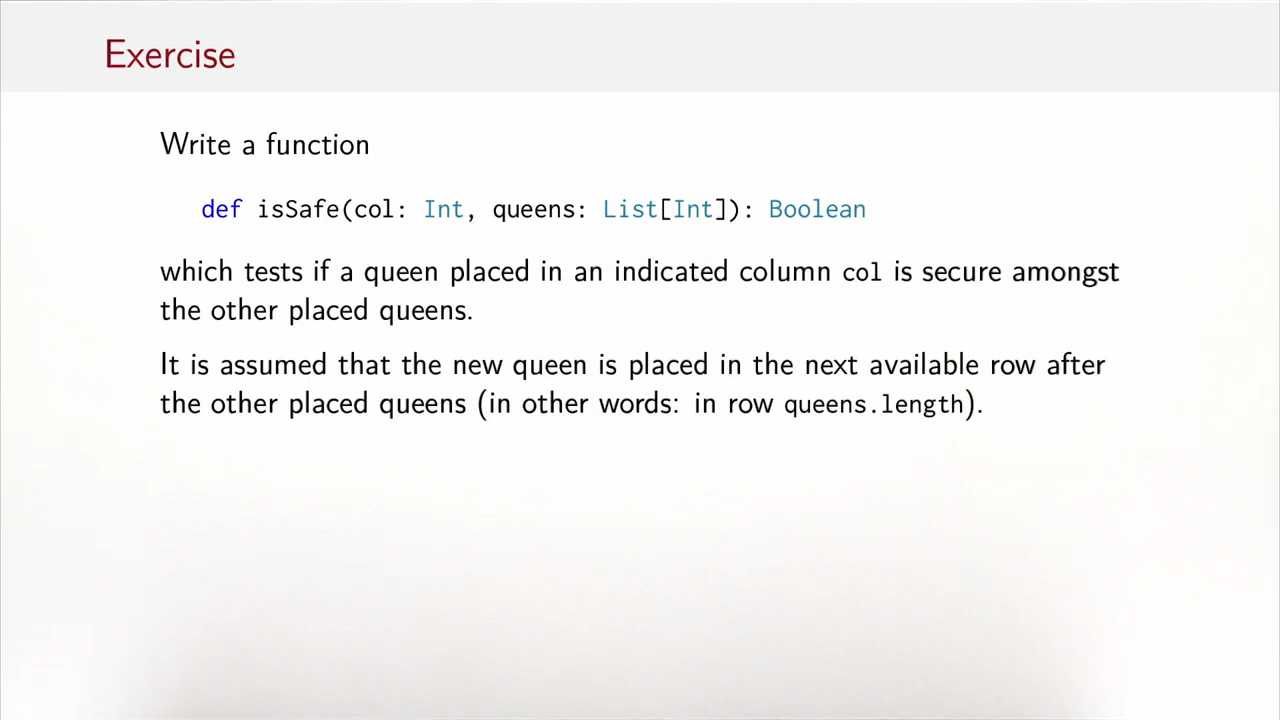 Exercise
Write a function
def isSafe(col: Int, queens: List[Int]): Boolean
which tests if a queen placed in an indicated column col is secure amongst
the other placed queens.
It is assumed that the new queen is placed in the next available row after
the other placed queens (in other words: in row queens.length).